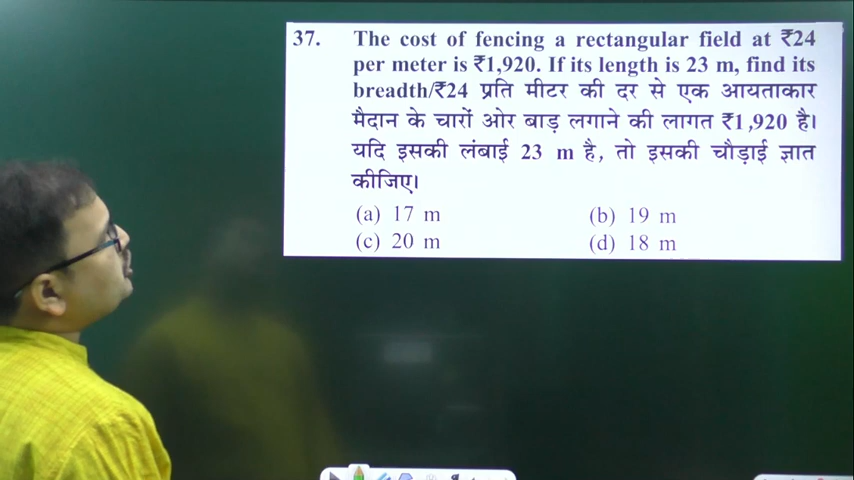 37. The cost of fencing a rectangular field at ₹24
per meter is ₹1,920. If its length is 23 m, find its
breadth/₹24 प्रति मीटर की दर से एक आयताकार
मैदान के चारों ओर बाड़ लगाने की लागत ₹1,920 है।
यदि इसकी लंबाई 23 m है, तो इसकी चौड़ाई ज्ञात
कीजिए।
(a) 17 m (b) 19 m
(c) 20 m (d) 18 m